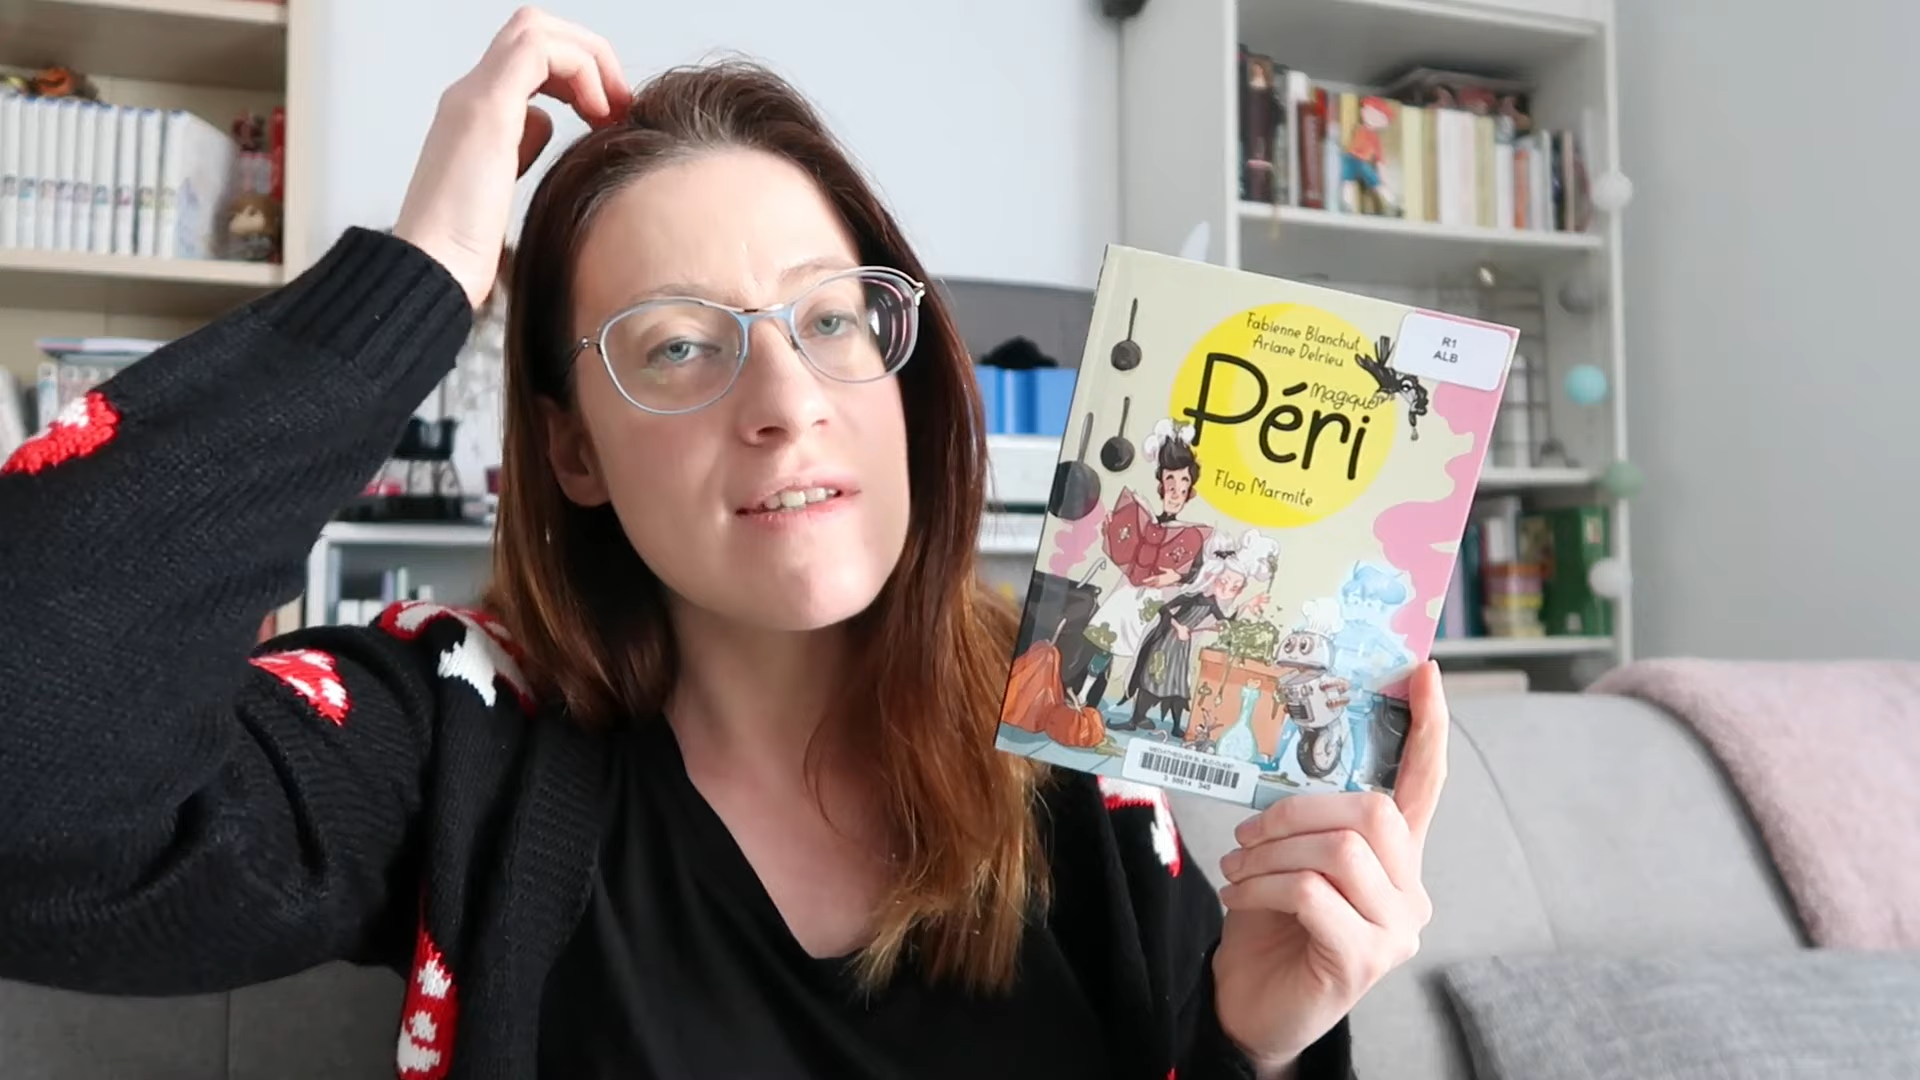 Fabienne Blanchut
Ariane Delrieu
Magique
Péri
Flop Marmite
R1
ALB